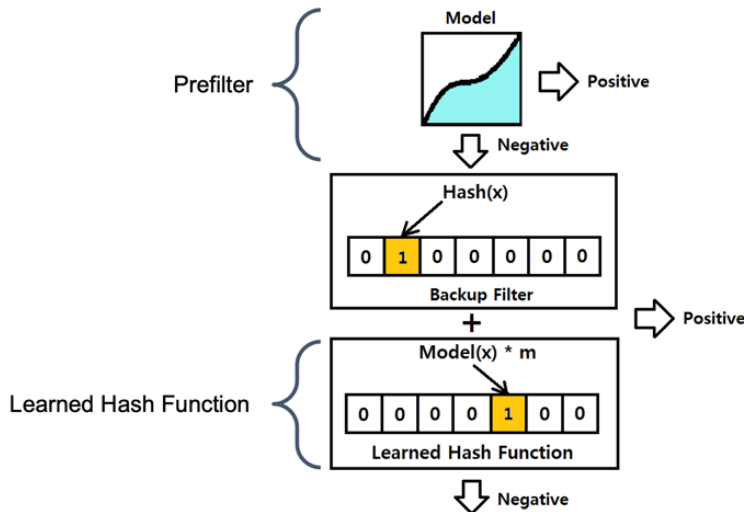 Model
Prefilter
Positive
Negative
Hash(x)
0 1 0 0 0 0 0
Backup Filter
+
Positive
Model(x) * m
Learned Hash Function
0 0 0 0 1 0 0
Learned Hash Function
Negative